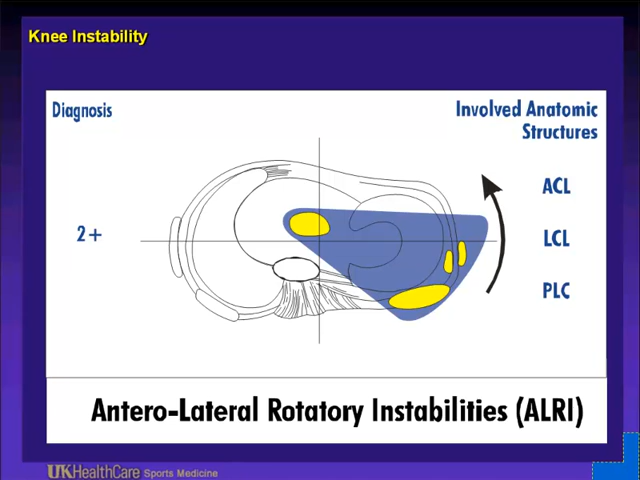 Knee Instability
Diagnosis
Involved Anatomic
Structures
ACL
2+
LCL
PLC
Antero-Lateral Rotatory Instabilities (ALRI)
UKHealthCare Sports Medicine